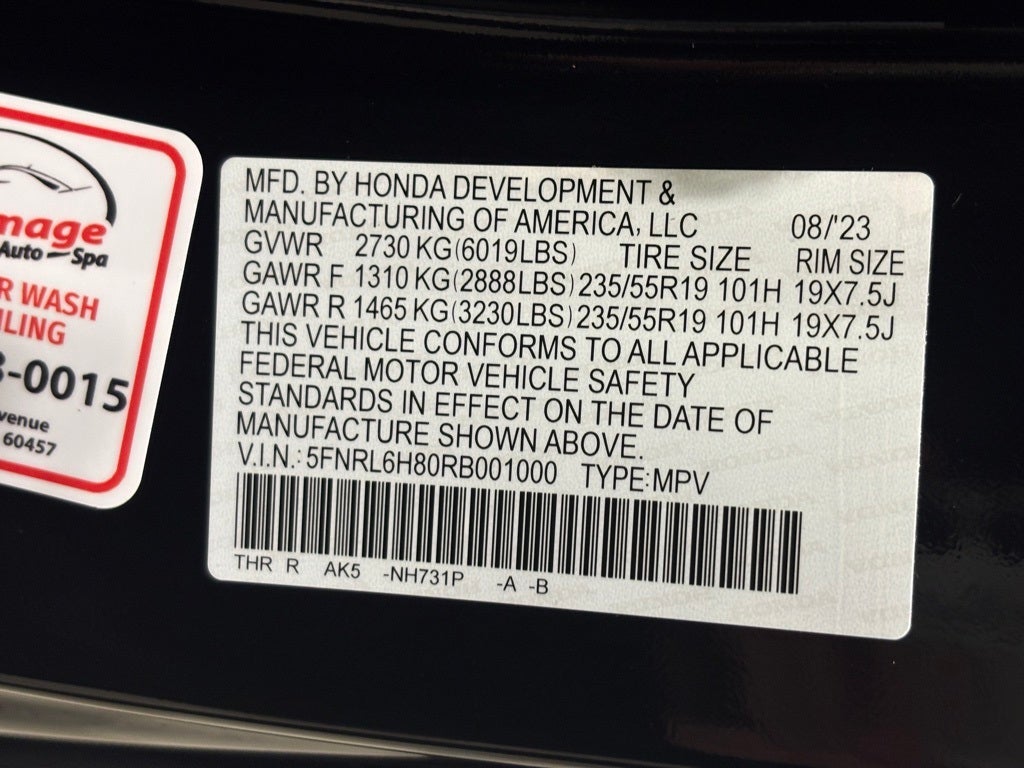 mage
Auto Spa
R WASH
ILING
-0015
venue
60457
MFD. BY HONDA DEVELOPMENT &
MANUFACTURING OF AMERICA, LLC 08/'23
GVWR 2730 KG(6019LBS) TIRE SIZE RIM SIZE
GAWR F 1310 KG(2888LBS) 235/55R19 101H 19X7.5J
GAWR R 1465 KG(3230LBS) 235/55R19 101H 19X7.5J
THIS VEHICLE CONFORMS TO ALL APPLICABLE
FEDERAL MOTOR VEHICLE SAFETY
STANDARDS IN EFFECT ON THE DATE OF
MANUFACTURE SHOWN ABOVE.
V.I.N.: 5FNRL6H80RB001000 TYPE:MPV
THR R AK5 -NH731P -A -B